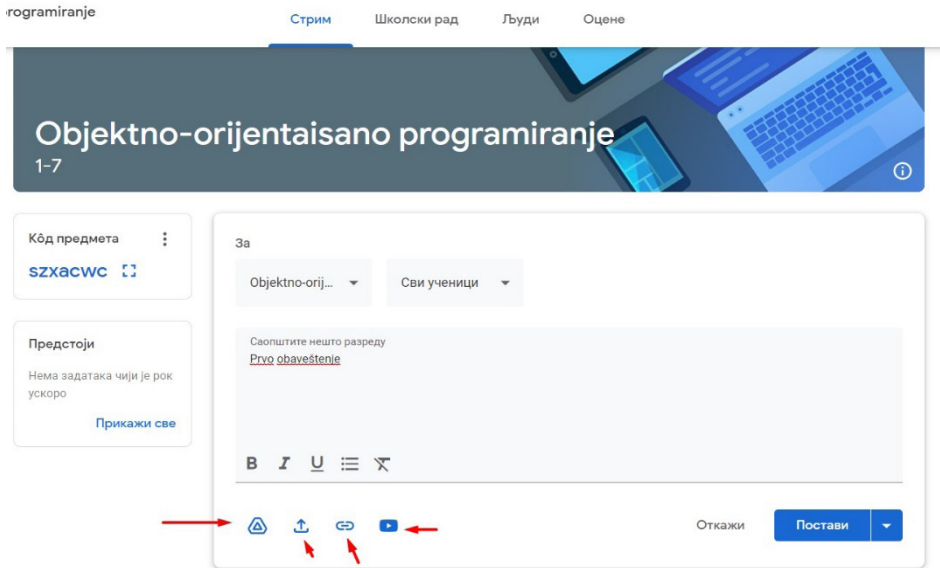 rogramiranje
Стрим Школски рад Људи Оцене
Objektno-orijentaisano programiranje
1-7
Кôд предмета
szxacwc
Предстоји
Нема задатака чији је рок
ускоро
Прикажи све
За
Objektno-orij... Сви ученици
Саопштите нешто разреду
Prvo obaveštenje
B I U
Откажи Постави